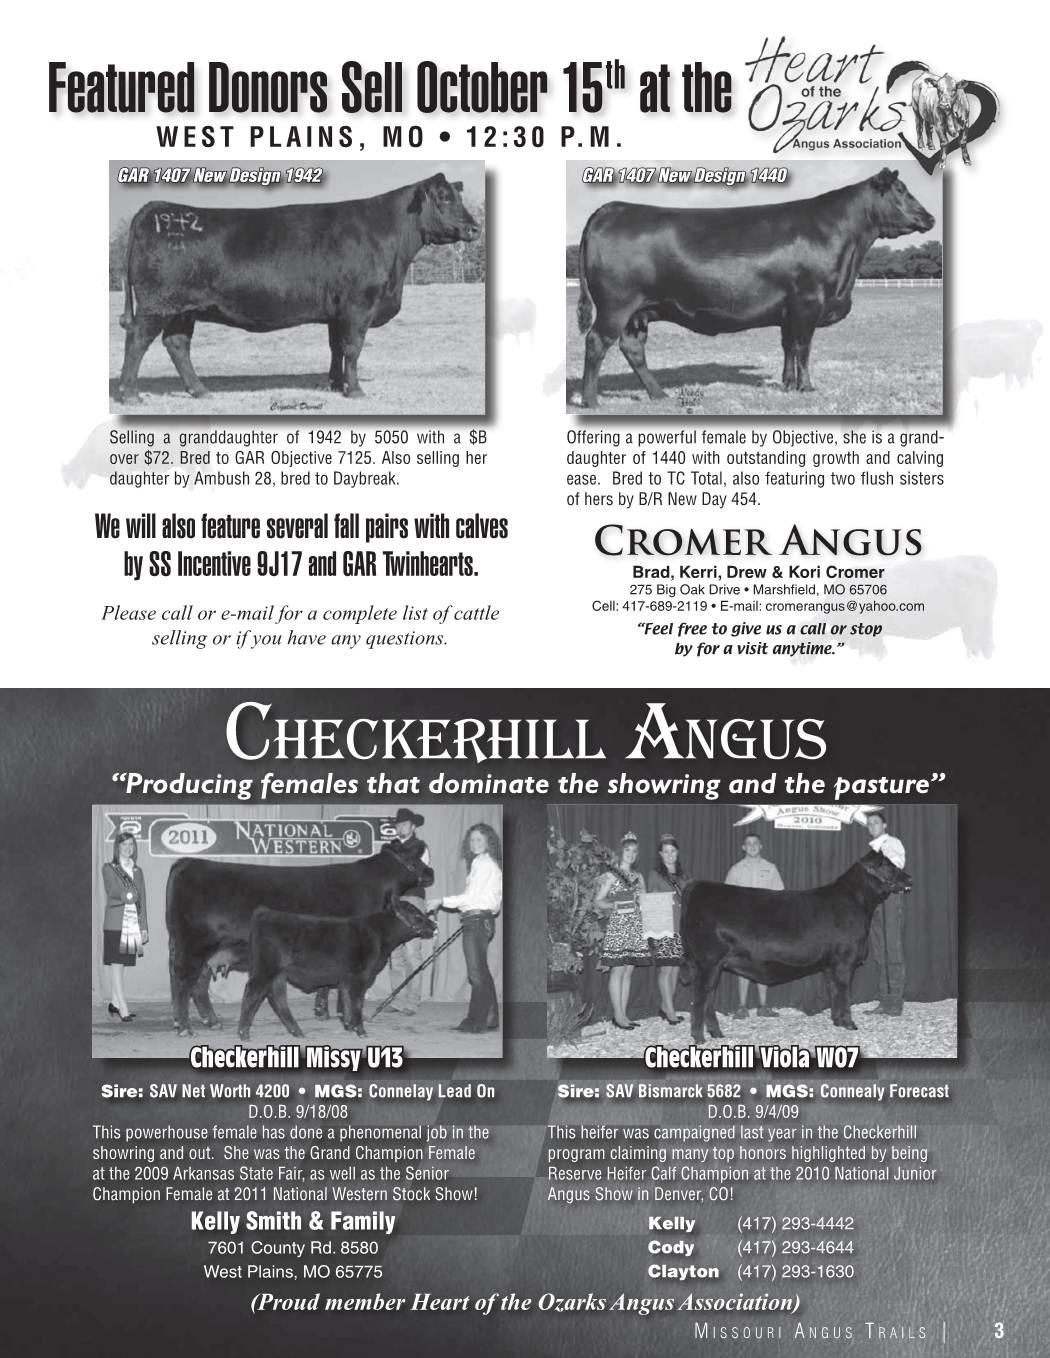 Featured Donors Sell October 15th at the
WEST PLAINS, MO • 12:30 P.M.
Heart
of the
Ozarks
Angus Association
GAR 1407 New Design 1942
1942
Crystal Darnell
Selling a granddaughter of 1942 by 5050 with a $B
over $72. Bred to GAR Objective 7125. Also selling her
daughter by Ambush 28, bred to Daybreak.
We will also feature several fall pairs with calves
by SS Incentive 9J17 and GAR Twinhearts.
Please call or e-mail for a complete list of cattle
selling or if you have any questions.
GAR 1407 New Design 1440
Offering a powerful female by Objective, she is a grand-
daughter of 1440 with outstanding growth and calving
ease. Bred to TC Total, also featuring two flush sisters
of hers by B/R New Day 454.
CROMER ANGUS
Brad, Kerri, Drew & Kori Cromer
275 Big Oak Drive • Marshfield, MO 65706
Cell: 417-689-2119 • E-mail: cromerangus@yahoo.com
“Feel free to give us a call or stop
by for a visit anytime.”
CHECKERHILL ANGUS
“Producing females that dominate the showring and the pasture”
2011 NATIONAL
WESTERN
Checkerhill Missy U13
Sire: SAV Net Worth 4200 • MGS: Connelay Lead On
D.O.B. 9/18/08
This powerhouse female has done a phenomenal job in the
showring and out. She was the Grand Champion Female
at the 2009 Arkansas State Fair, as well as the Senior
Champion Female at 2011 National Western Stock Show!
Angus Show
2010
Denver, Colorado
Checkerhill Viola W07
Sire: SAV Bismarck 5682 • MGS: Connealy Forecast
D.O.B. 9/4/09
This heifer was campaigned last year in the Checkerhill
program claiming many top honors highlighted by being
Reserve Heifer Calf Champion at the 2010 National Junior
Angus Show in Denver, CO!
Kelly Smith & Family
7601 County Rd. 8580
West Plains, MO 65775
Kelly (417) 293-4442
Cody (417) 293-4644
Clayton (417) 293-1630
(Proud member Heart of the Ozarks Angus Association)
MISSOURI ANGUS TRAILS | 3